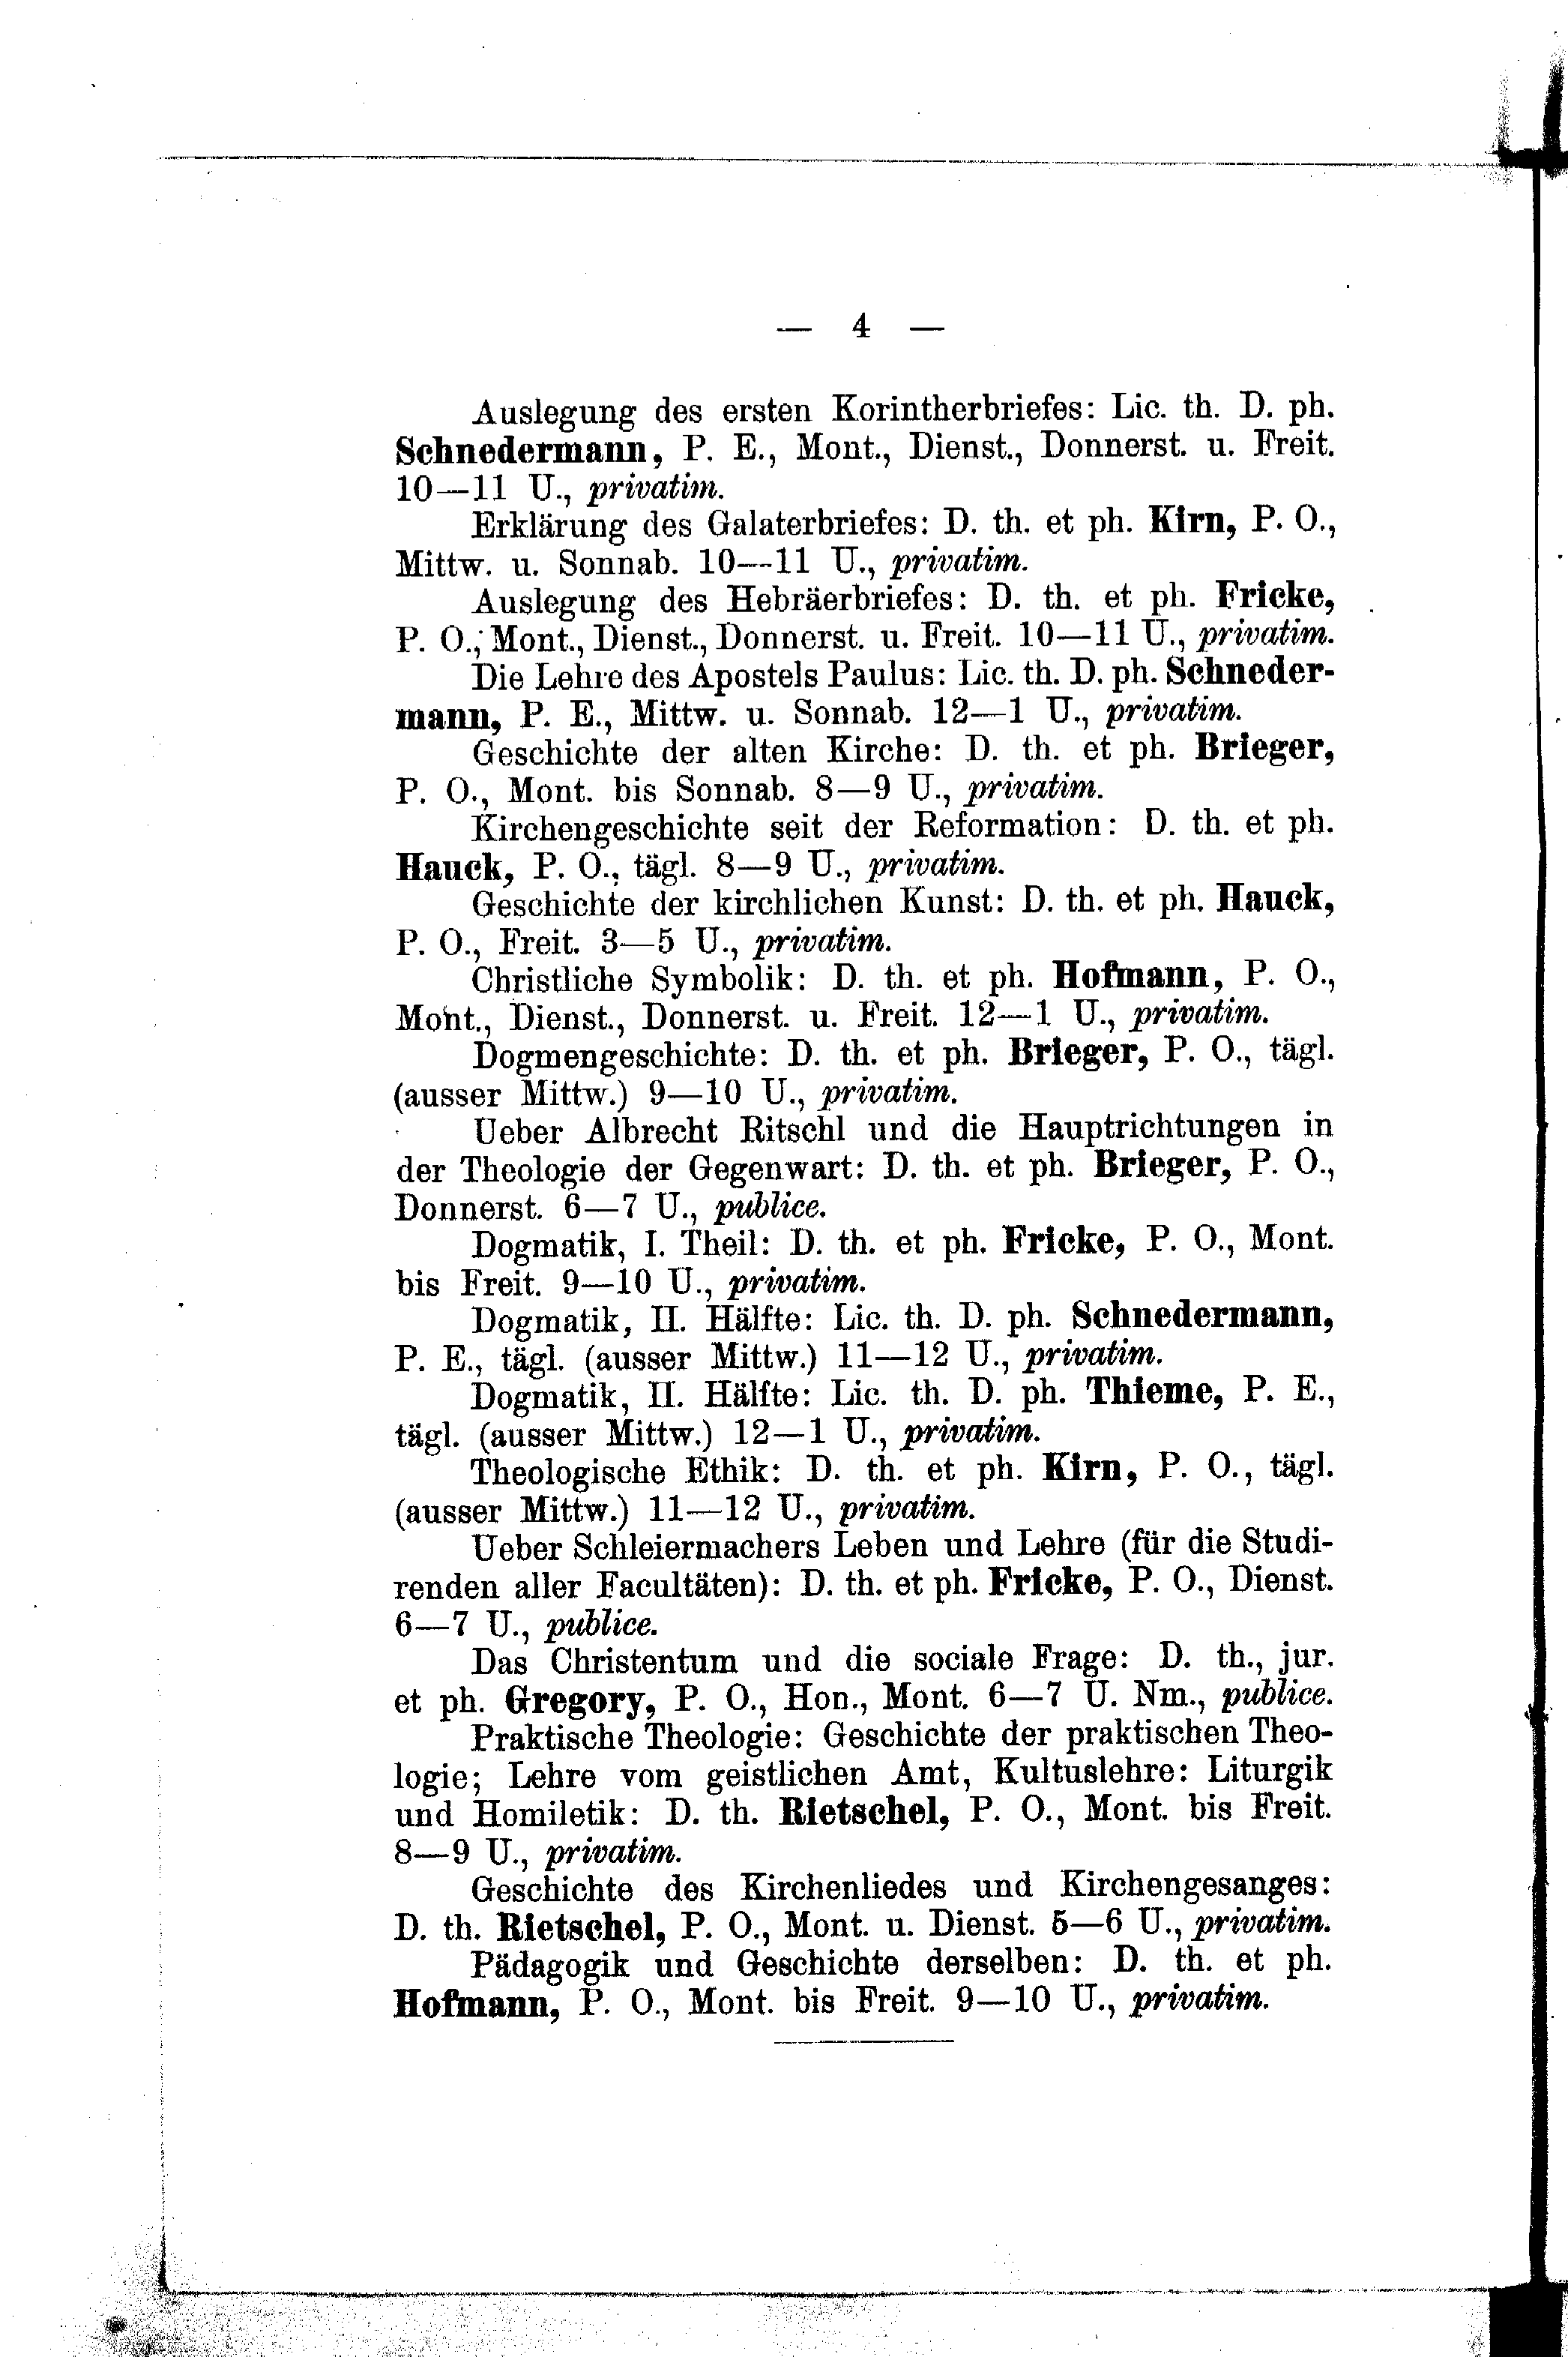 — 4 —
Auslegung des ersten Korintherbriefes: Lic. th. D. ph.
Schnedermann, P. E., Mont., Dienst., Donnerst. u. Freit.
10—11 U., privatim.
Erklärung des Galaterbriefes: D. th. et ph. Kirn, P. O.,
Mittw. u. Sonnab. 10—11 U., privatim.
Auslegung des Hebräerbriefes: D. th. et ph. Fricke,
P. O., Mont., Dienst., Donnerst. u. Freit. 10—11 U., privatim.
Die Lehre des Apostels Paulus: Lic. th. D. ph. Schneder-
mann, P. E., Mittw. u. Sonnab. 12—1 U., privatim.
Geschichte der alten Kirche: D. th. et ph. Brieger,
P. O., Mont. bis Sonnab. 8—9 U., privatim.
Kirchengeschichte seit der Reformation: D. th. et ph.
Hauck, P. O., tägl. 8—9 U., privatim.
Geschichte der kirchlichen Kunst: D. th. et ph. Hauck,
P. O., Freit. 3—5 U., privatim.
Christliche Symbolik: D. th. et ph. Hofmann, P. O.,
Mont., Dienst., Donnerst. u. Freit. 12—1 U., privatim.
Dogmengeschichte: D. th. et ph. Brieger, P. O., tägl.
(ausser Mittw.) 9—10 U., privatim.
Ueber Albrecht Ritschl und die Hauptrichtungen in
der Theologie der Gegenwart: D. th. et ph. Brieger, P. O.,
Donnerst. 6—7 U., publice.
Dogmatik, I. Theil: D. th. et ph. Fricke, P. O., Mont.
bis Freit. 9—10 U., privatim.
Dogmatik, II. Hälfte: Lic. th. D. ph. Schnedermann,
P. E., tägl. (ausser Mittw.) 11—12 U., privatim.
Dogmatik, II. Hälfte: Lic. th. D. ph. Thieme, P. E.,
tägl. (ausser Mittw.) 12—1 U., privatim.
Theologische Ethik: D. th. et ph. Kirn, P. O., tägl.
(ausser Mittw.) 11—12 U., privatim.
Ueber Schleiermachers Leben und Lehre (für die Studi-
renden aller Facultäten): D. th. et ph. Fricke, P. O., Dienst.
6—7 U., publice.
Das Christentum und die sociale Frage: D. th., jur.
et ph. Gregory, P. O., Hon., Mont. 6—7 U. Nm., publice.
Praktische Theologie: Geschichte der praktischen Theo-
logie; Lehre vom geistlichen Amt, Kultuslehre: Liturgik
und Homiletik: D. th. Rietschel, P. O., Mont. bis Freit.
8—9 U., privatim.
Geschichte des Kirchenliedes und Kirchengesanges:
D. th. Rietschel, P. O., Mont. u. Dienst. 5—6 U., privatim.
Pädagogik und Geschichte derselben: D. th. et ph.
Hofmann, P. O., Mont. bis Freit. 9—10 U., privatim.